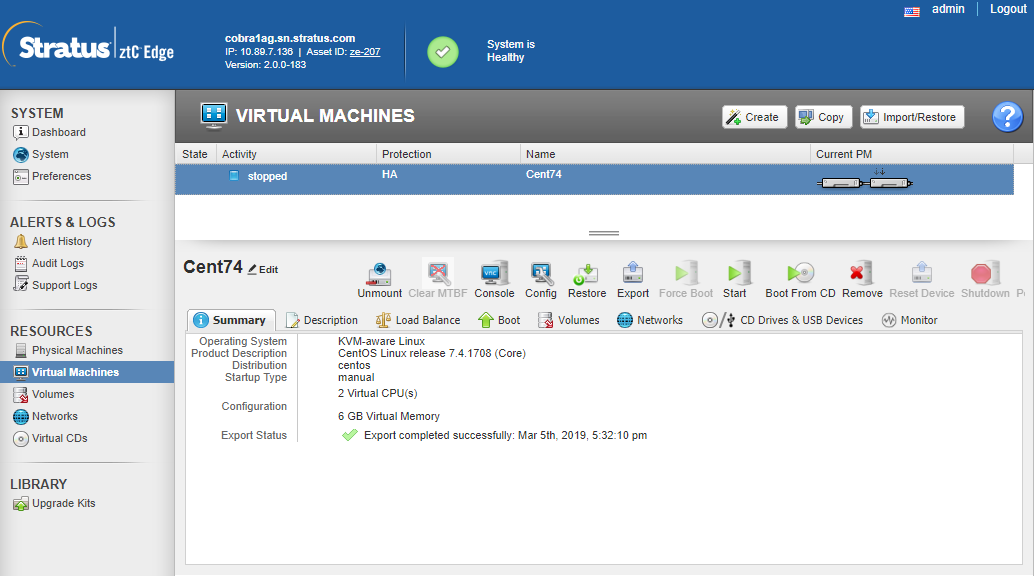 admin | Logout
Stratus ztC Edge
cobra1ag.sn.stratus.com
IP: 10.89.7.136 | Asset ID: ze-207
Version: 2.0.0-183
System is
Healthy
SYSTEM
Dashboard
System
Preferences
ALERTS & LOGS
Alert History
Audit Logs
Support Logs
RESOURCES
Physical Machines
Virtual Machines
Volumes
Networks
Virtual CDs
LIBRARY
Upgrade Kits
VIRTUAL MACHINES
Create Copy Import/Restore ?
State Activity Protection Name Current PM
stopped HA Cent74
Cent74 Edit
Unmount Clear MTBF Console Config Restore Export Force Boot Start Boot From CD Remove Reset Device Shutdown
Summary Description Load Balance Boot Volumes Networks CD Drives & USB Devices Monitor
Operating System KVM-aware Linux
Product Description CentOS Linux release 7.4.1708 (Core)
Distribution centos
Startup Type manual
2 Virtual CPU(s)
Configuration
6 GB Virtual Memory
Export Status Export completed successfully: Mar 5th, 2019, 5:32:10 pm